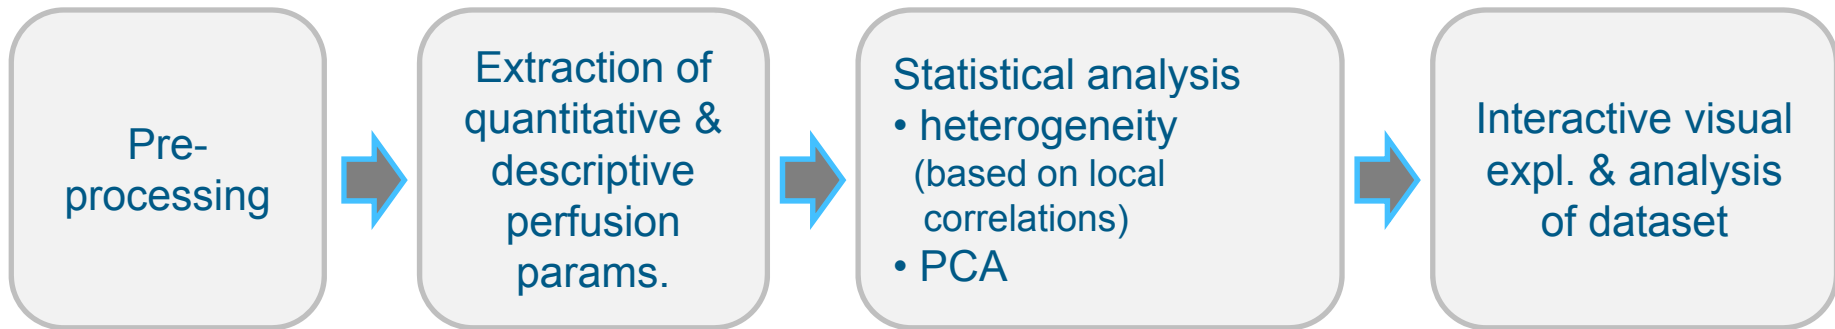 Pre-
processing
Extraction of
quantitative &
descriptive
perfusion
params.
Statistical analysis
• heterogeneity
(based on local
correlations)
• PCA
Interactive visual
expl. & analysis
of dataset